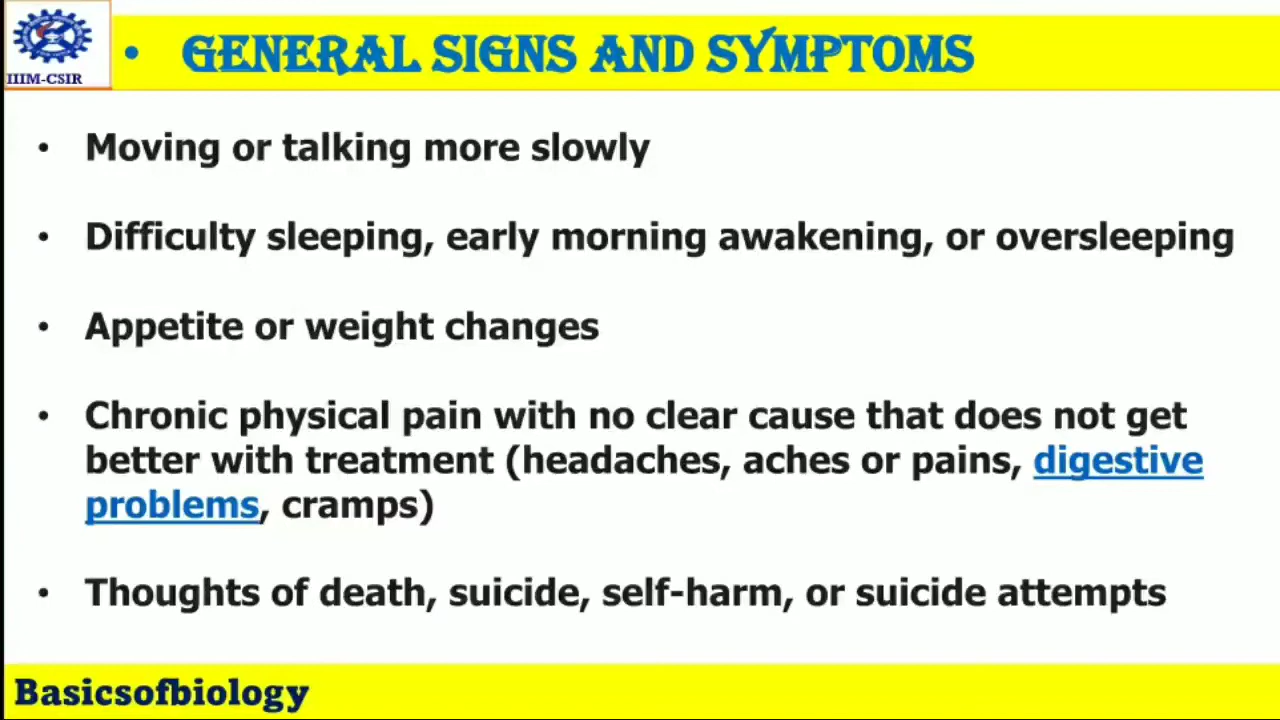 IIIM-CSIR
• GENERAL SIGNS AND SYMPTOMS
• Moving or talking more slowly
• Difficulty sleeping, early morning awakening, or oversleeping
• Appetite or weight changes
• Chronic physical pain with no clear cause that does not get
better with treatment (headaches, aches or pains, digestive
problems, cramps)
• Thoughts of death, suicide, self-harm, or suicide attempts
Basicsofbiology